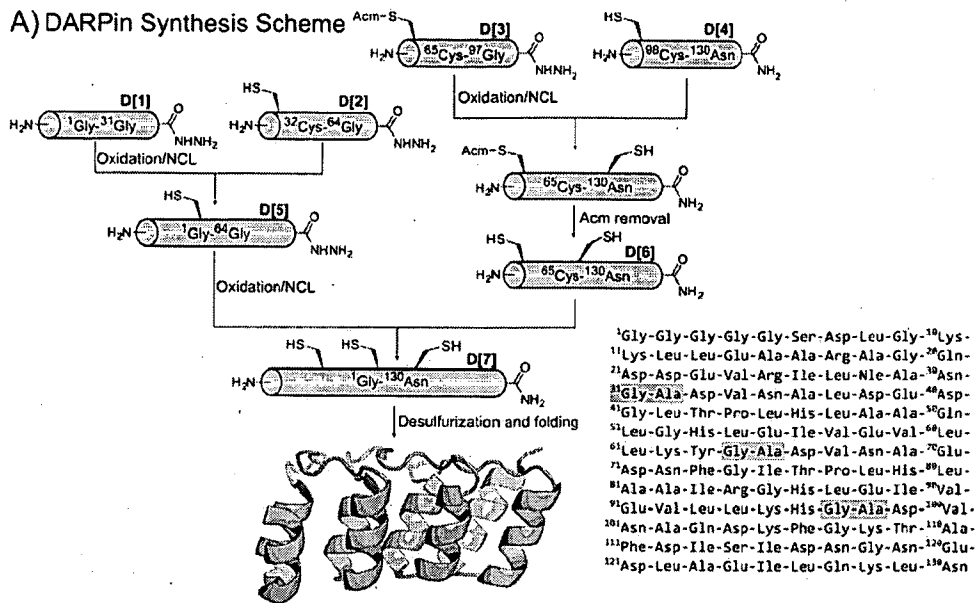 A) DARPin Synthesis Scheme
Acm-S
D[3]
H₂N
⁶⁵Cys-⁹⁷Gly
O
NHNH₂
HS
D[4]
H₂N
⁹⁸Cys-¹³⁰Asn
O
NH₂
Oxidation/NCL
D[1]
H₂N
¹Gly-³¹Gly
O
NHNH₂
HS
D[2]
H₂N
³²Cys-⁶⁴Gly
O
NHNH₂
Oxidation/NCL
Acm-S
SH
H₂N
⁶⁵Cys-¹³⁰Asn
O
NH₂
Acm removal
HS
D[5]
H₂N
¹Gly-⁶⁴Gly
O
NHNH₂
HS
SH
D[6]
H₂N
⁶⁵Cys-¹³⁰Asn
O
NH₂
Oxidation/NCL
HS
HS
SH
D[7]
H₂N
¹Gly-¹³⁰Asn
O
NH₂
Desulfurization and folding
¹Gly-Gly-Gly-Gly-Gly-Ser-Asp-Leu-Gly-¹⁰Lys-
¹¹Lys-Leu-Leu-Glu-Ala-Ala-Arg-Ala-Gly-²⁰Gln-
²¹Asp-Asp-Glu-Val-Arg-Ile-Leu-Nle-Ala-³⁰Asn-
³¹Gly-Ala-Asp-Val-Asn-Ala-Leu-Asp-Glu-⁴⁰Asp-
⁴¹Gly-Leu-Thr-Pro-Leu-His-Leu-Ala-Ala-⁵⁰Gln-
⁵¹Leu-Gly-His-Leu-Glu-Ile-Val-Glu-Val-⁶⁰Leu-
⁶¹Leu-Lys-Tyr-Gly-Ala-Asp-Val-Asn-Ala-⁷⁰Glu-
⁷¹Asp-Asn-Phe-Gly-Ile-Thr-Pro-Leu-His-⁸⁰Leu-
⁸¹Ala-Ala-Ile-Arg-Gly-His-Leu-Glu-Ile-⁹⁰Val-
⁹¹Glu-Val-Leu-Leu-Lys-His-Gly-Ala-Asp-¹⁰⁰Val-
¹⁰¹Asn-Ala-Gln-Asp-Lys-Phe-Gly-Lys-Thr-¹¹⁰Ala-
¹¹¹Phe-Asp-Ile-Ser-Ile-Asp-Asn-Gly-Asn-¹²⁰Glu-
¹²¹Asp-Leu-Ala-Glu-Ile-Leu-Gln-Lys-Leu-¹³⁰Asn